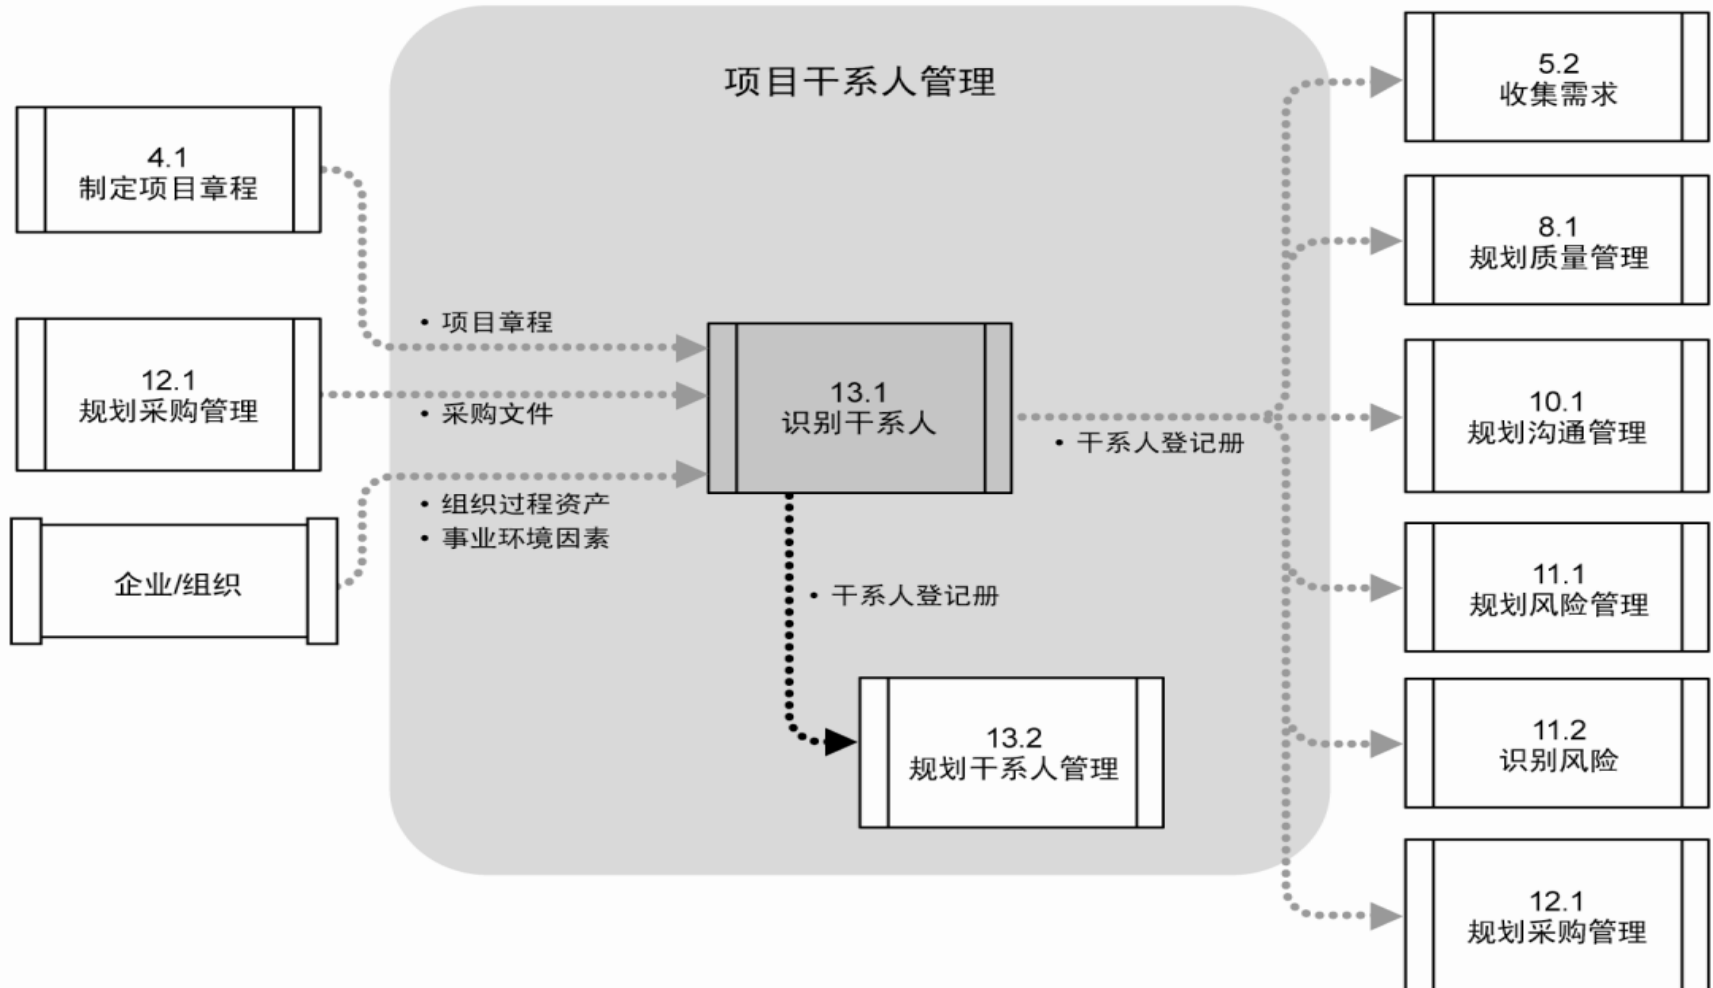 项目干系人管理
4.1
制定项目章程
12.1
规划采购管理
企业/组织
• 项目章程
• 采购文件
• 组织过程资产
• 事业环境因素
13.1
识别干系人
• 干系人登记册
• 干系人登记册
13.2
规划干系人管理
5.2
收集需求
8.1
规划质量管理
10.1
规划沟通管理
11.1
规划风险管理
11.2
识别风险
12.1
规划采购管理